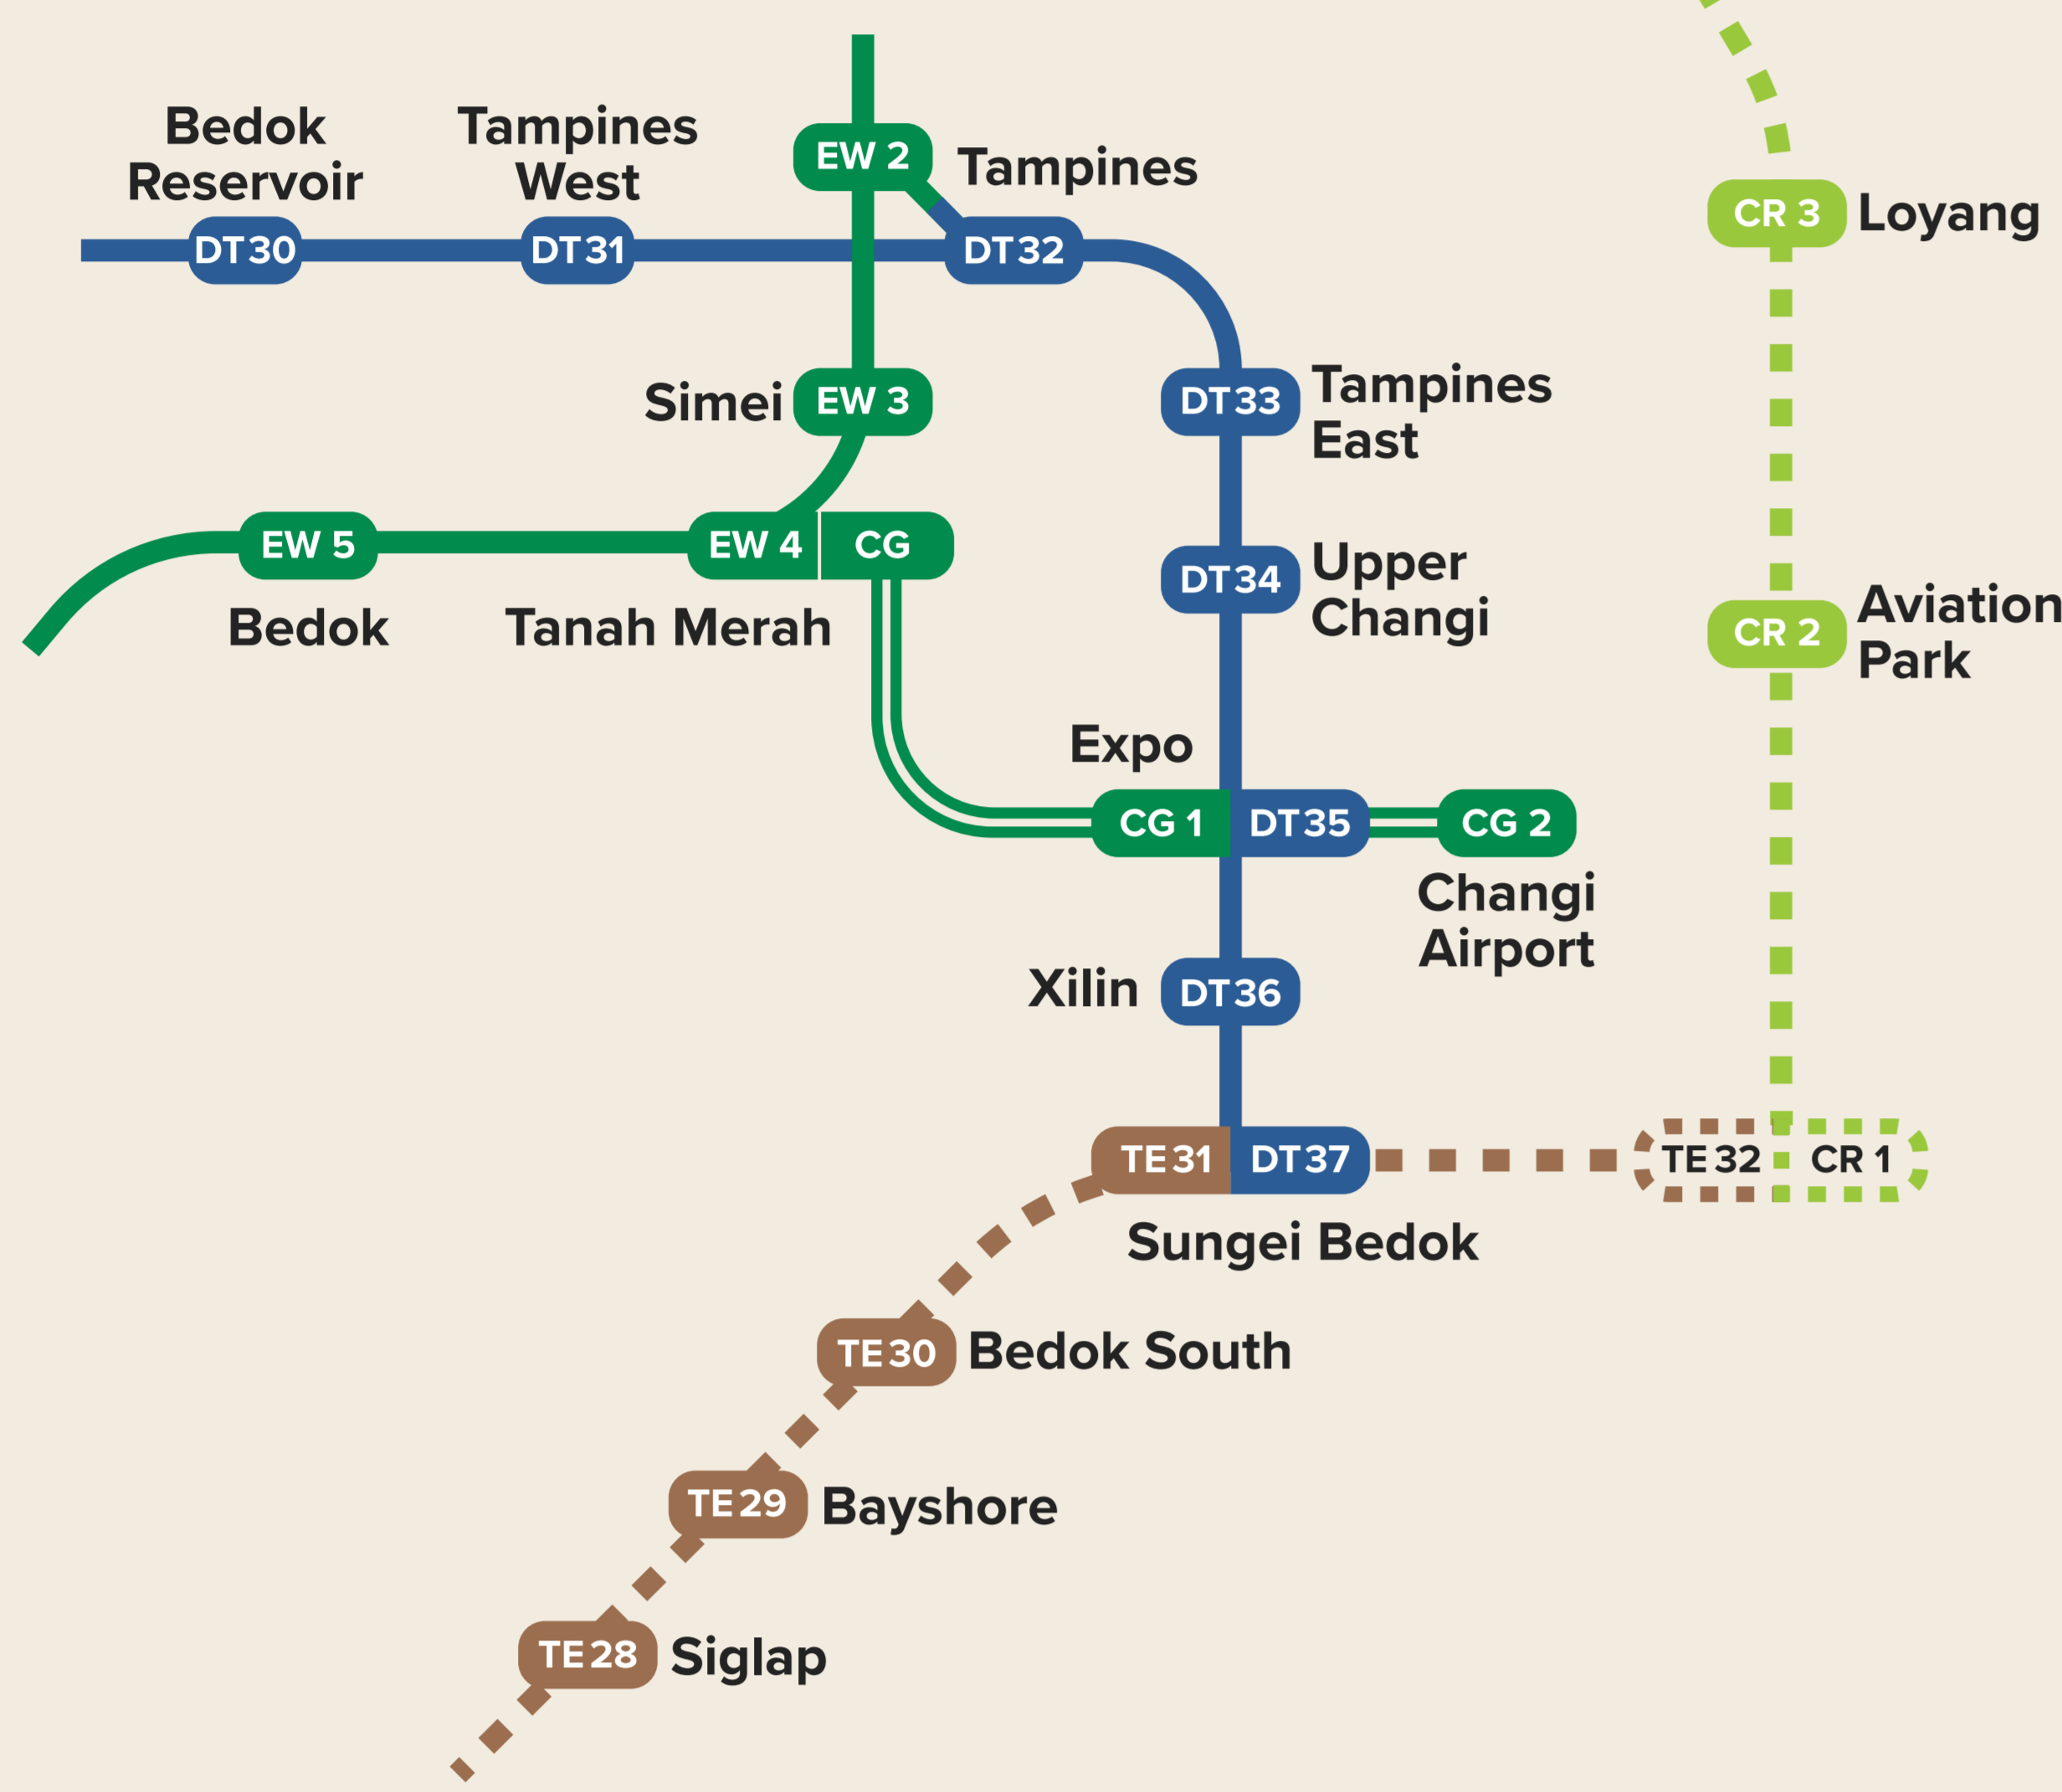 Bedok
Reservoir
DT30
Tampines
West
DT31
EW 2
Tampines
DT32
CR 3
Loyang
Simei
EW 3
DT33
Tampines
East
EW 5
Bedok
EW 4
CG
Tanah Merah
DT34
Upper
Changi
CR 2
Aviation
Park
Expo
CG 1
DT35
CG 2
Changi
Airport
Xilin
DT36
TE31
DT37
Sungei Bedok
TE32
CR 1
TE30
Bedok South
TE29
Bayshore
TE28
Siglap